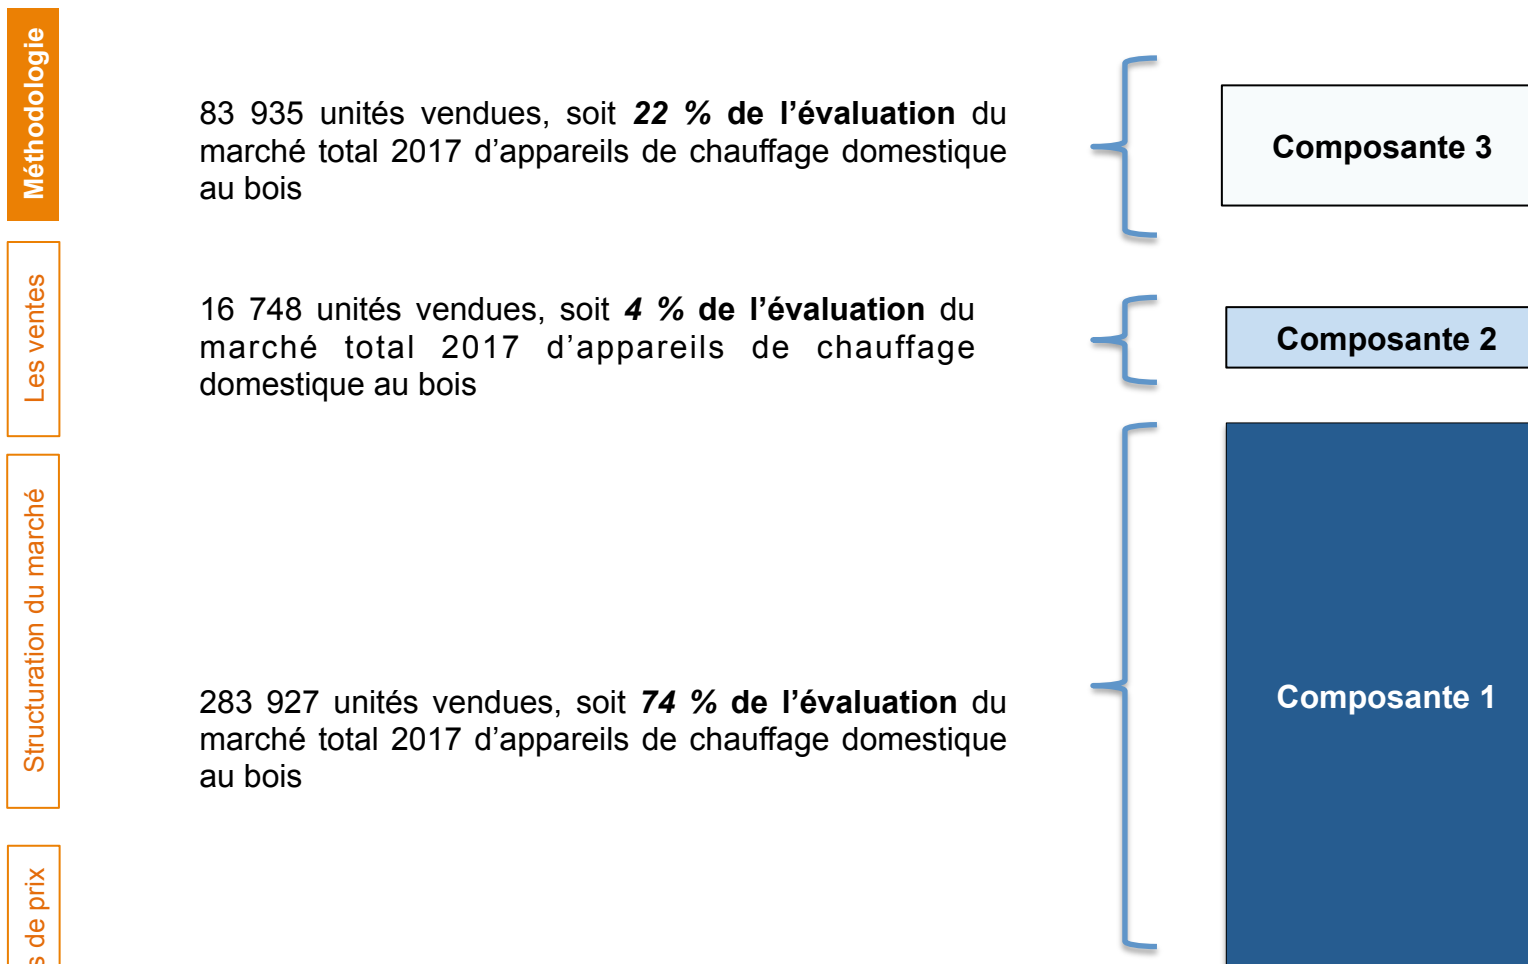 Méthodologie
83 935 unités vendues, soit 22 % de l’évaluation du
marché total 2017 d’appareils de chauffage domestique
au bois
Composante 3
Les ventes
16 748 unités vendues, soit 4 % de l’évaluation du
marché total 2017 d’appareils de chauffage
domestique au bois
Composante 2
Structuration du marché
283 927 unités vendues, soit 74 % de l’évaluation du
marché total 2017 d’appareils de chauffage domestique
au bois
Composante 1
de prix